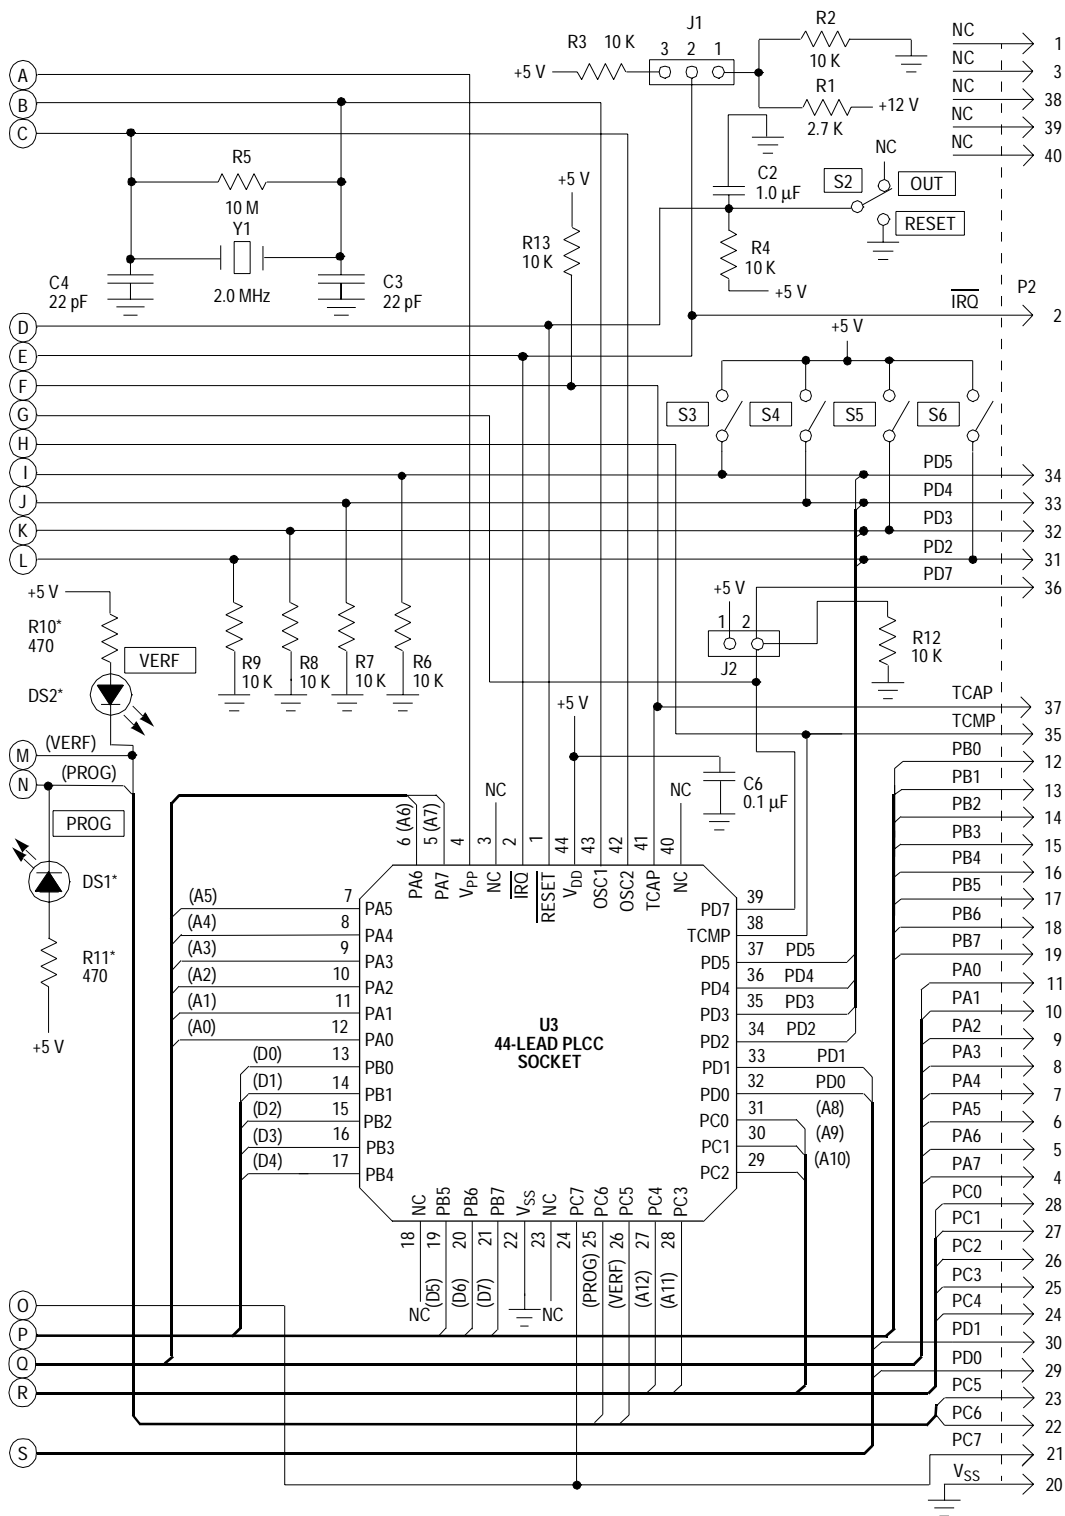 J1
R2
10 K
R3 10 K
3 2 1
+5 V
R1
2.7 K
+12 V
NC 1
NC 3
NC 38
NC 39
NC 40
A
B
C
R5
10 M
Y1
2.0 MHz
C4
22 pF
C3
22 pF
+5 V
R13
10 K
C2
1.0 µF
R4
10 K
+5 V
NC
S2
OUT
RESET
P2
IRQ 2
D
E
F
G
H
I
J
K
L
+5 V
S3
S4
S5
S6
PD5 34
PD4 33
PD3 32
PD2 31
PD7 36
+5 V
R10*
470
VERF
DS2*
R9
10 K
R8
10 K
R7
10 K
R6
10 K
+5 V
1 2
J2
R12
10 K
M (VERF)
N (PROG)
PROG
DS1*
R11*
470
+5 V
+5 V
C6
0.1 µF
NC
NC
6 (A6)
5 (A7)
4
3
2
1
44
43
42
41
40
PA6
PA7
VPP
NC
IRQ
RESET
VDD
OSC1
OSC2
TCAP
NC
(A5) 7 PA5
(A4) 8 PA4
(A3) 9 PA3
(A2) 10 PA2
(A1) 11 PA1
(A0) 12 PA0
(D0) 13 PB0
(D1) 14 PB1
(D2) 15 PB2
(D3) 16 PB3
(D4) 17 PB4
U3
44-LEAD PLCC
SOCKET
PD7 39
TCMP 38
PD5 37 PD5
PD4 36 PD4
PD3 35 PD3
PD2 34 PD2
PD1 33 PD1
PD0 32 PD0
PC0 31 (A8)
PC1 30 (A9)
PC2 29 (A10)
NC
PB5
PB6
PB7
VSS
NC
PC7
PC6
PC5
PC4
PC3
18
19
20
21
22
23
24
25
26
27
28
NC
(D5)
(D6)
(D7)
NC
(PROG)
(VERF)
(A12)
(A11)
TCAP 37
TCMP 35
PB0 12
PB1 13
PB2 14
PB3 15
PB4 16
PB5 17
PB6 18
PB7 19
PA0 11
PA1 10
PA2 9
PA3 8
PA4 7
PA5 6
PA6 5
PA7 4
PC0 28
PC1 27
PC2 26
PC3 25
PC4 24
PD1 30
PD0 29
PC5 23
PC6 22
PC7 21
VSS 20
O
P
Q
R
S